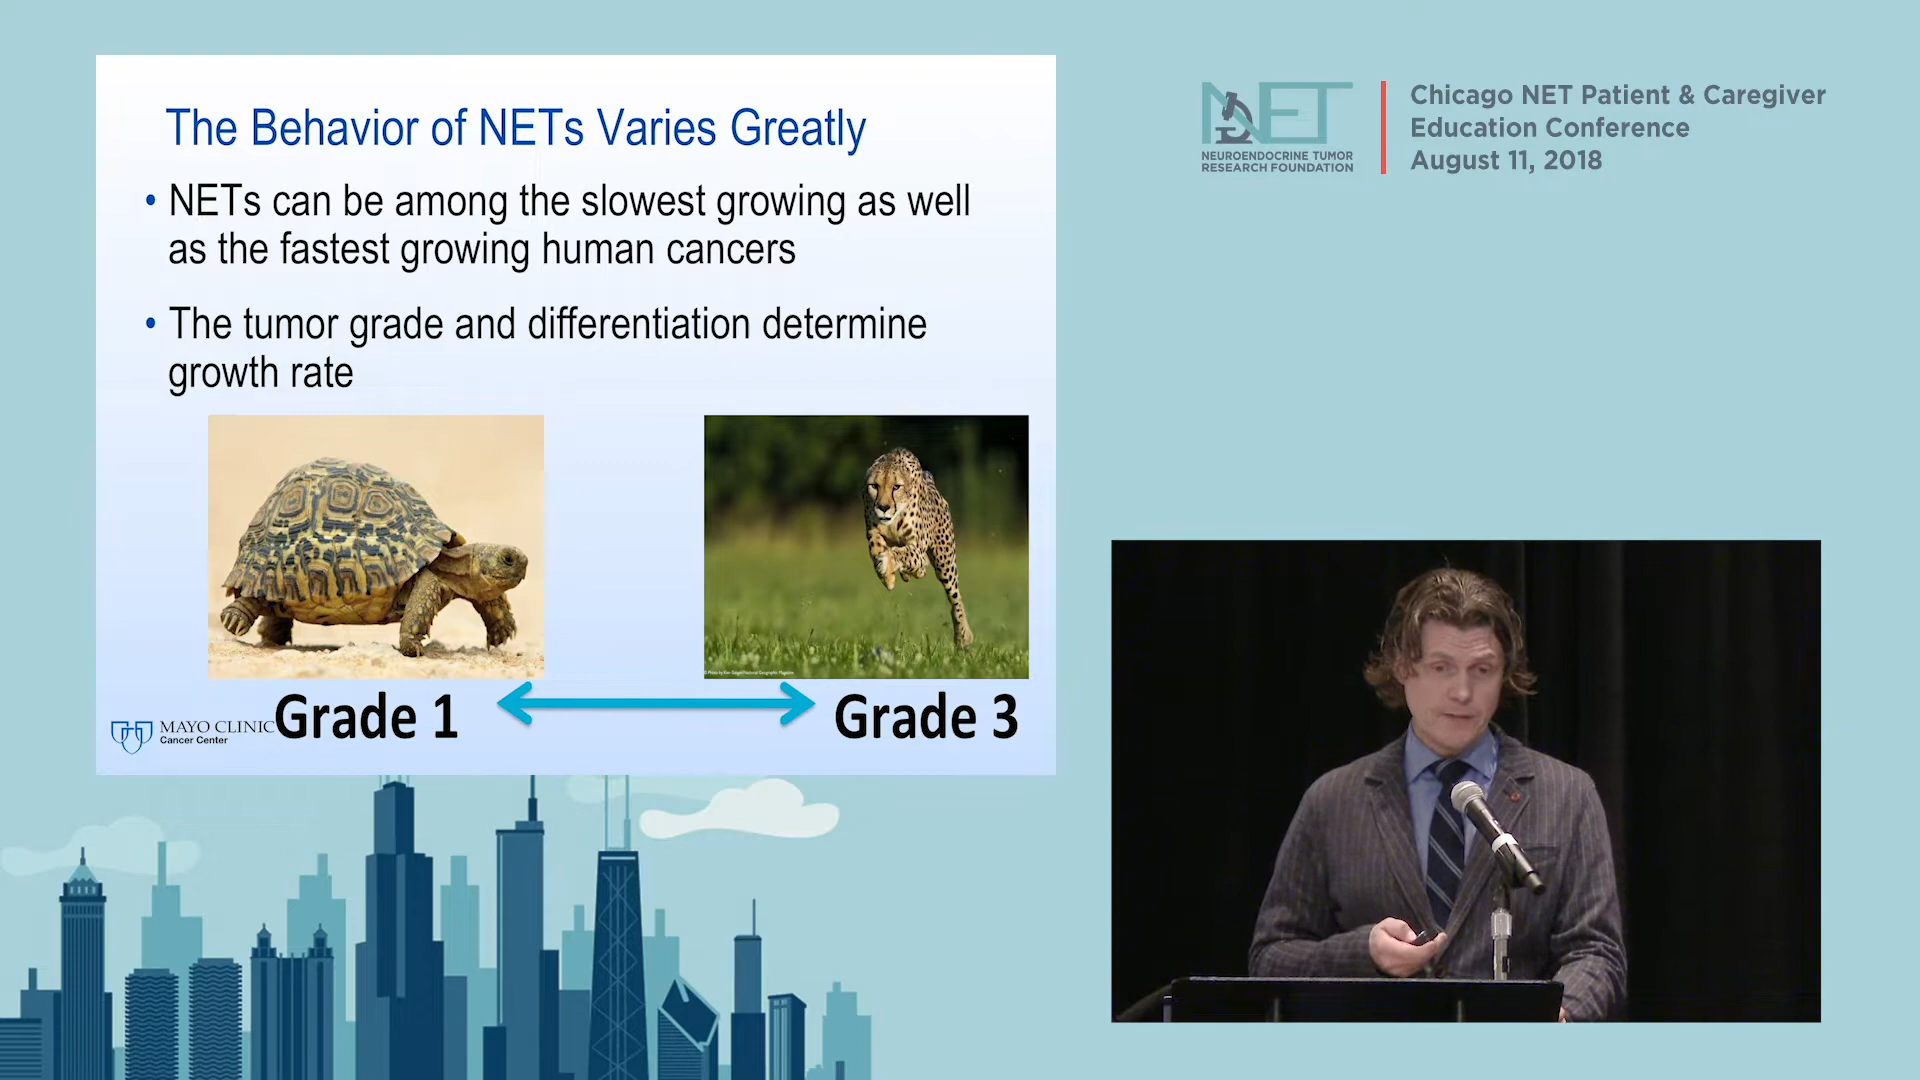 The Behavior of NETs Varies Greatly
• NETs can be among the slowest growing as well
as the fastest growing human cancers
• The tumor grade and differentiation determine
growth rate
Grade 1
Grade 3
MAYO CLINIC
Cancer Center
NET
NEUROENDOCRINE TUMOR
RESEARCH FOUNDATION
Chicago NET Patient & Caregiver
Education Conference
August 11, 2018